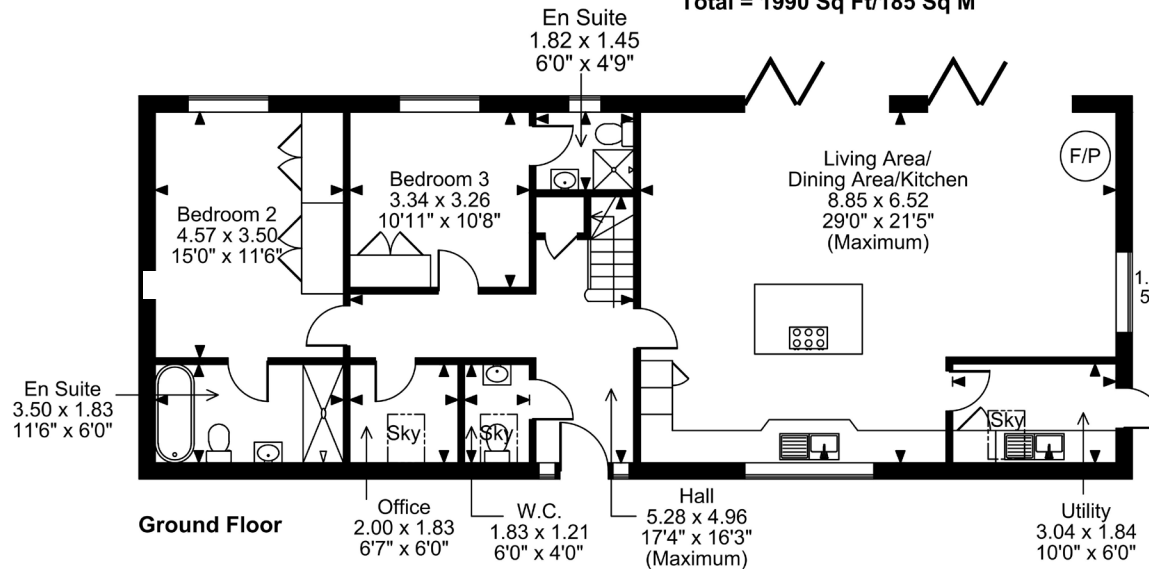 Total = 1990 Sq Ft/185 Sq M
En Suite
1.82 x 1.45
6'0" x 4'9"
Living Area/
Dining Area/Kitchen
8.85 x 6.52
29'0" x 21'5"
(Maximum)
F/P
Bedroom 3
3.34 x 3.26
10'11" x 10'8"
Bedroom 2
4.57 x 3.50
15'0" x 11'6"
1.
5
En Suite
3.50 x 1.83
11'6" x 6'0"
Sky
Sky
Sky
Ground Floor
Office
2.00 x 1.83
6'7" x 6'0"
W.C.
1.83 x 1.21
6'0" x 4'0"
Hall
5.28 x 4.96
17'4" x 16'3"
(Maximum)
Utility
3.04 x 1.84
10'0" x 6'0"